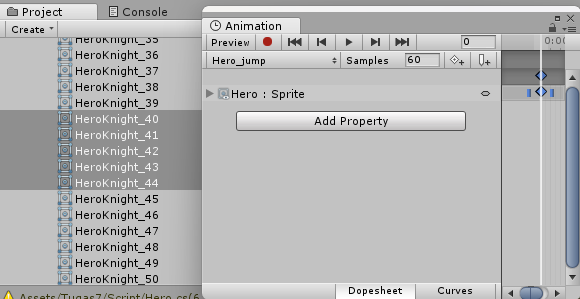 Project
Console
Create
HeroKnight_35
HeroKnight_36
HeroKnight_37
HeroKnight_38
HeroKnight_39
HeroKnight_40
HeroKnight_41
HeroKnight_42
HeroKnight_43
HeroKnight_44
HeroKnight_45
HeroKnight_46
HeroKnight_47
HeroKnight_48
HeroKnight_49
HeroKnight_50
Assets/Tugas7/Script/Hero.cs(6
Animation
Preview 0 0:00
Hero_jump Samples 60
Hero : Sprite
Add Property
Dopesheet Curves